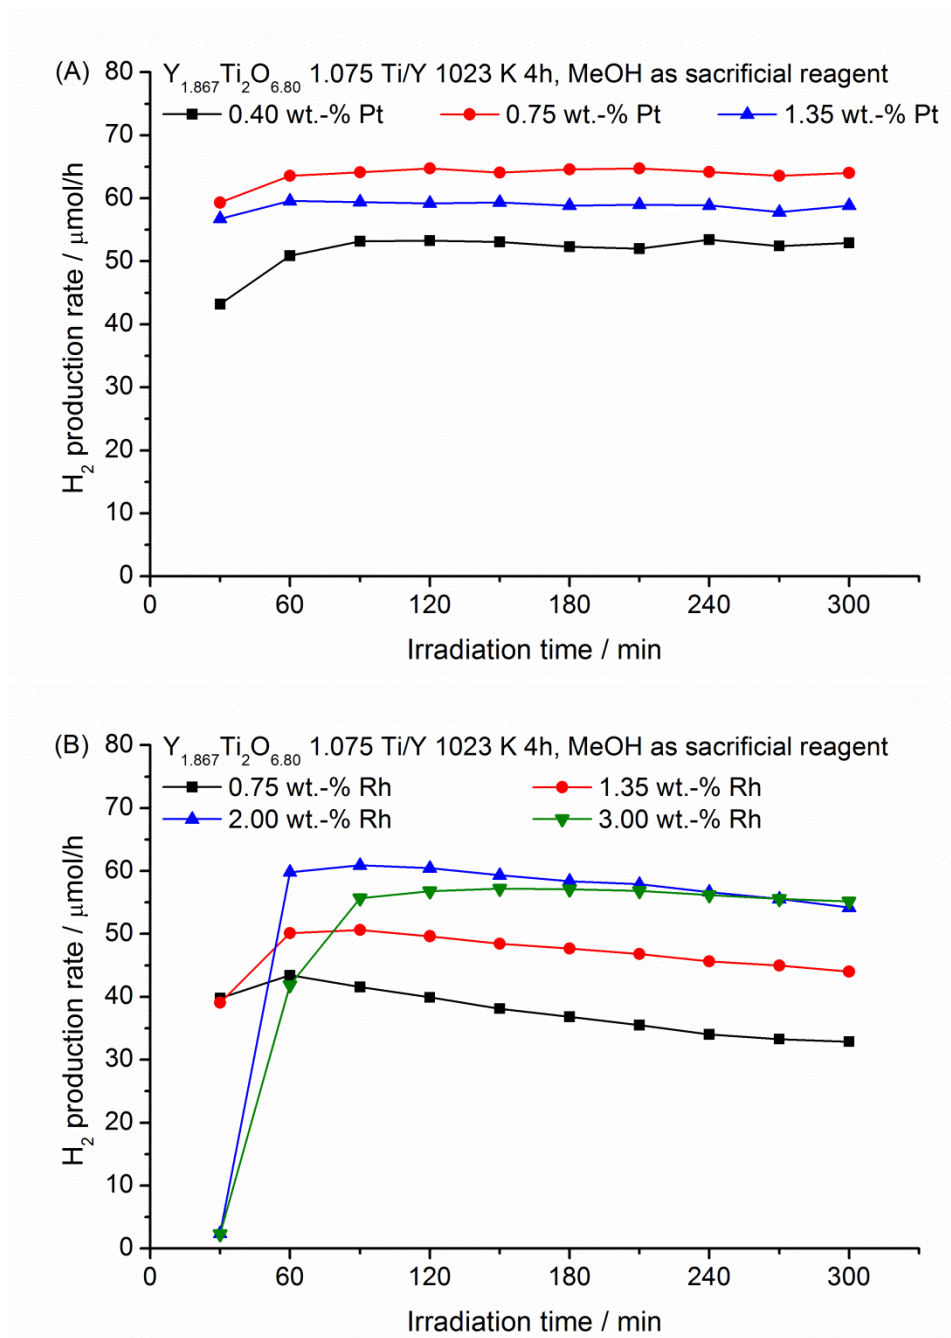 (A)
Y1.867Ti2O6.80 1.075 Ti/Y 1023 K 4h, MeOH as sacrificial reagent
0.40 wt.-% Pt 0.75 wt.-% Pt 1.35 wt.-% Pt
80
70
60
50
40
30
20
10
0
H2 production rate / μmol/h
0 60 120 180 240 300
Irradiation time / min
(B)
Y1.867Ti2O6.80 1.075 Ti/Y 1023 K 4h, MeOH as sacrificial reagent
0.75 wt.-% Rh 1.35 wt.-% Rh
2.00 wt.-% Rh 3.00 wt.-% Rh
80
70
60
50
40
30
20
10
0
H2 production rate / μmol/h
0 60 120 180 240 300
Irradiation time / min